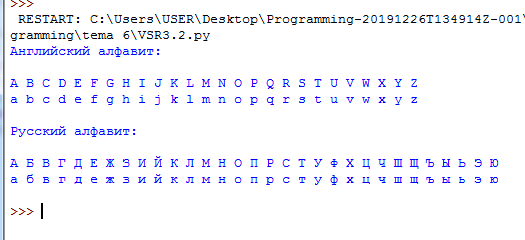 >>>
RESTART: C:\Users\USER\Desktop\Programming-20191226T134914Z-001\
gramming\tema 6\VSR3.2.py
Английский алфавит:
A B C D E F G H I J K L M N O P Q R S T U V W X Y Z
a b c d e f g h i j k l m n o p q r s t u v w x y z
Русский алфавит:
А Б В Г Д Е Ж З И Й К Л М Н О П Р С Т У Ф Х Ц Ч Ш Щ Ъ Ы Ь Э Ю
а б в г д е ж з и й к л м н о п р с т у ф х ц ч ш щ ъ ы ь э ю
>>>